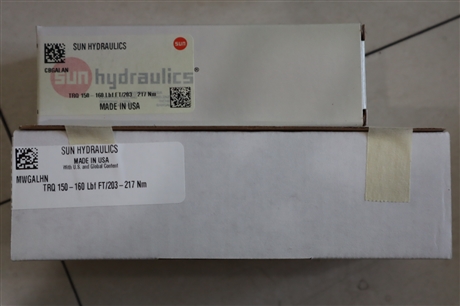 SUN HYDRAULICS
sun
CBGALAN
sun hydraulics®
TRQ 150-160 Lbf FT/203-217 Nm
MADE IN USA
SUN HYDRAULICS
MADE IN USA
With U.S. and Global Content
MWGALHN
TRQ 150-160 Lbf FT/203-217 Nm